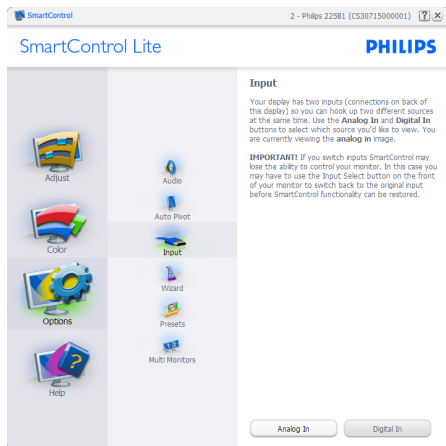 SmartControl
2 - Philips 225B1 (CS30715000001)
SmartControl Lite
PHILIPS
Adjust
Color
Options
Help
Audio
Auto Pivot
Input
Wizard
Presets
Multi Monitors
Input
Your display has two inputs (connections on back of
this display) so you can hook up two different sources
at the same time. Use the Analog In and Digital In
buttons to select which source you'd like to view. You
are currently viewing the analog in image.
IMPORTANT! If you switch inputs SmartControl may
lose the ability to control your monitor. In this case you
may have to use the Input Select button on the front
of your monitor to switch back to the original input
before SmartControl functionality can be restored.
Analog In
Digital In